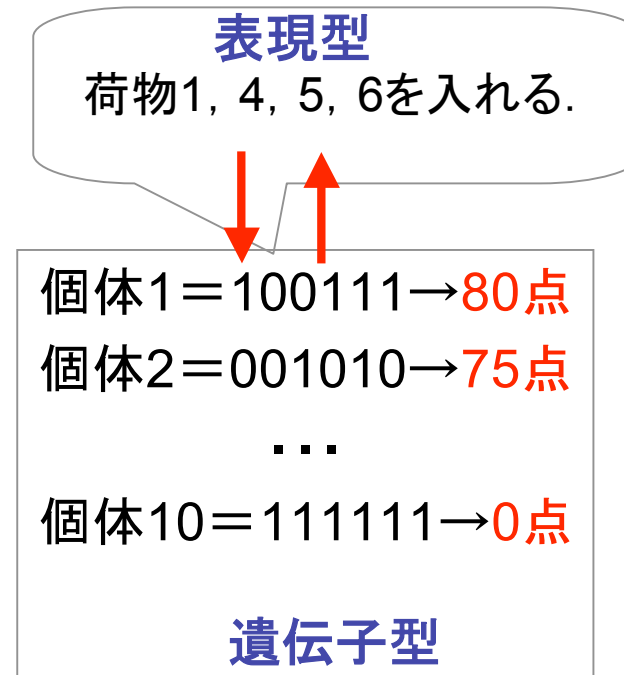 表現型
荷物1, 4, 5, 6を入れる.
個体1＝100111→80点
個体2＝001010→75点
…
個体10＝111111→0点
遺伝子型